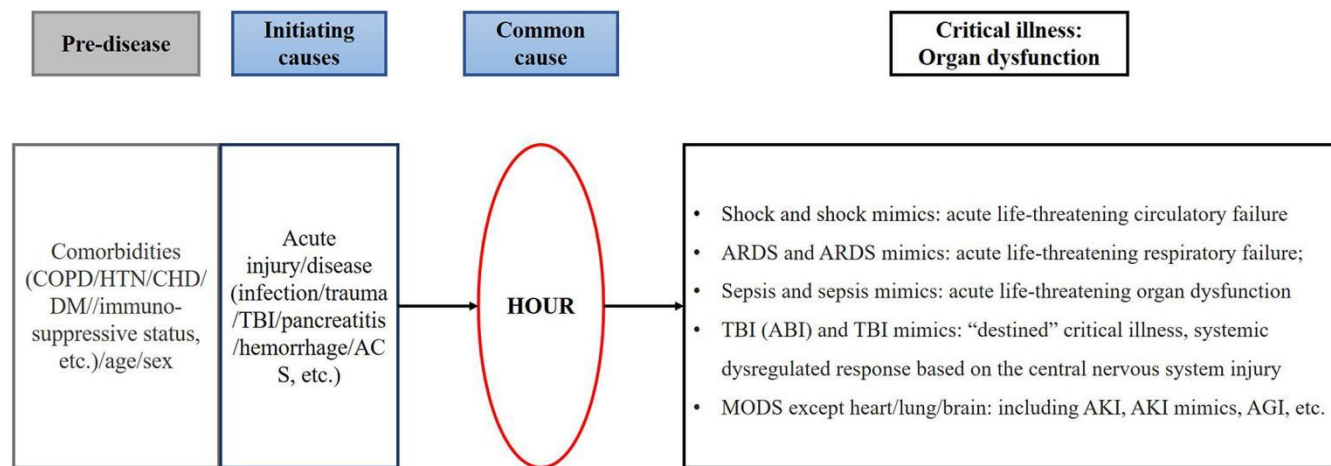 Pre-disease
Initiating
causes
Common
cause
Critical illness:
Organ dysfunction
Comorbidities
(COPD/HTN/CHD/
DM//immuno-
suppressive status,
etc.)/age/sex
Acute
injury/disease
(infection/trauma
/TBI/pancreatitis
/hemorrhage/AC
S, etc.)
HOUR
• Shock and shock mimics: acute life-threatening circulatory failure
• ARDS and ARDS mimics: acute life-threatening respiratory failure;
• Sepsis and sepsis mimics: acute life-threatening organ dysfunction
• TBI (ABI) and TBI mimics: “destined” critical illness, systemic
dysregulated response based on the central nervous system injury
• MODS except heart/lung/brain: including AKI, AKI mimics, AGI, etc.